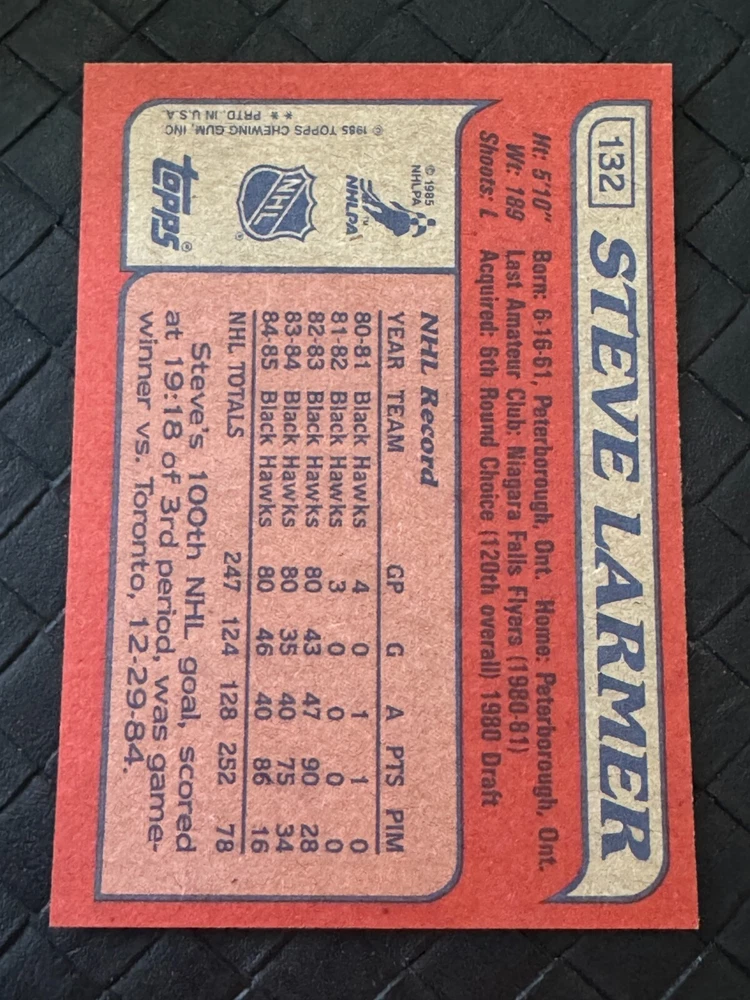 132 STEVE LARMER
Ht: 5'10" Born: 6-16-61, Peterborough, Ont. Home: Peterborough, Ont.
Wt: 189 Last Amateur Club: Niagara Falls Flyers (1980-81)
Shoots: L Acquired: 6th Round Choice (120th overall) 1980 Draft
© 1985
NHLPA
NHLPA™
NHL ®
topps®
© 1985 TOPPS CHEWING GUM, INC
* * PRTD. IN U.S.A.
NHL Record
YEAR TEAM GP G A PTS PIM
80-81 Black Hawks 4 0 1 1 0
81-82 Black Hawks 3 0 0 0 0
82-83 Black Hawks 80 43 47 90 28
83-84 Black Hawks 80 35 40 75 34
84-85 Black Hawks 80 46 40 86 16
NHL TOTALS 247 124 128 252 78
Steve's 100th NHL goal, scored
at 19:18 of 3rd period, was game-
winner vs. Toronto, 12-29-84.